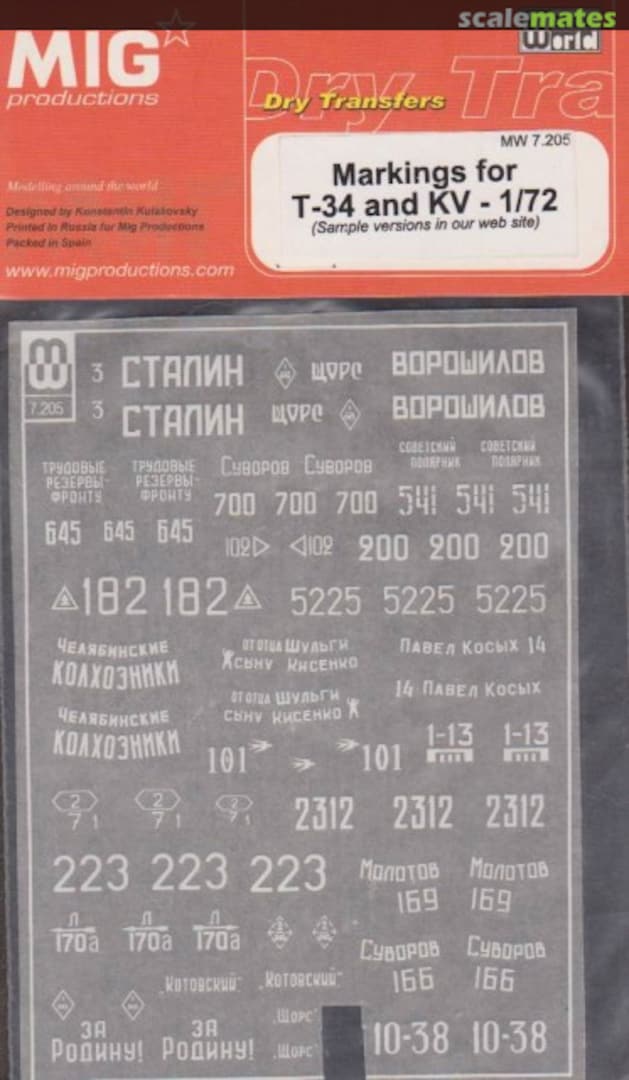 scalemates
MIG
productions
World
Dry Tra
Dry Transfers
MW 7.205
Markings for
T-34 and KV - 1/72
(Sample versions in our web site)
Modelling around the world
Designed by Konstantin Kulakovsky
Printed in Russia for Mig Productions
Packed in Spain
www.migproductions.com
7.205
3 СТАЛИН ЩОРС ВОРОШИЛОВ
3 СТАЛИН ЩОРС ВОРОШИЛОВ
ТРУДОВЫЕ ТРУДОВЫЕ
РЕЗЕРВЫ- РЕЗЕРВЫ-
ФРОНТУ ФРОНТУ
Суворов Суворов
СОВЕТСКИЙ СОВЕТСКИЙ
ПОЛЯРНИК ПОЛЯРНИК
700 700 700 541 541 541
645 645 645
102 102 200 200 200
182 182 5225 5225 5225
ЧЕЛЯБИНСКИЕ
КОЛХОЗНИКИ
ОТ ОТЦА ШУЛЬГИ
СЫНУ КИСЕНКО
ПАВЕЛ КОСЫХ 14
14 ПАВЕЛ КОСЫХ
ЧЕЛЯБИНСКИЕ
КОЛХОЗНИКИ
ОТ ОТЦА ШУЛЬГИ
СЫНУ КИСЕНКО
101 101 1-13 1-13
2 2 2
7 1 7 1 7 1
2312 2312 2312
223 223 223
Молотов Молотов
169 169
Л Л Л
170а 170а 170а
Суворов Суворов
166 166
„Котовский" „Котовский"
ЗА ЗА
Родину! Родину!
„Щорс"
„Щорс"
10-38 10-38